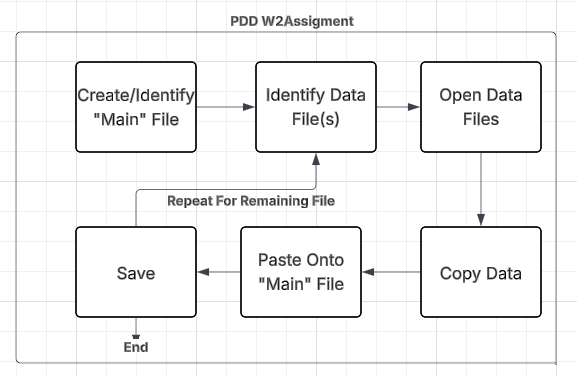 PDD W2Assigment
Create/Identify
"Main" File
Identify Data
File(s)
Open Data
Files
Repeat For Remaining File
Save
Paste Onto
"Main" File
Copy Data
End